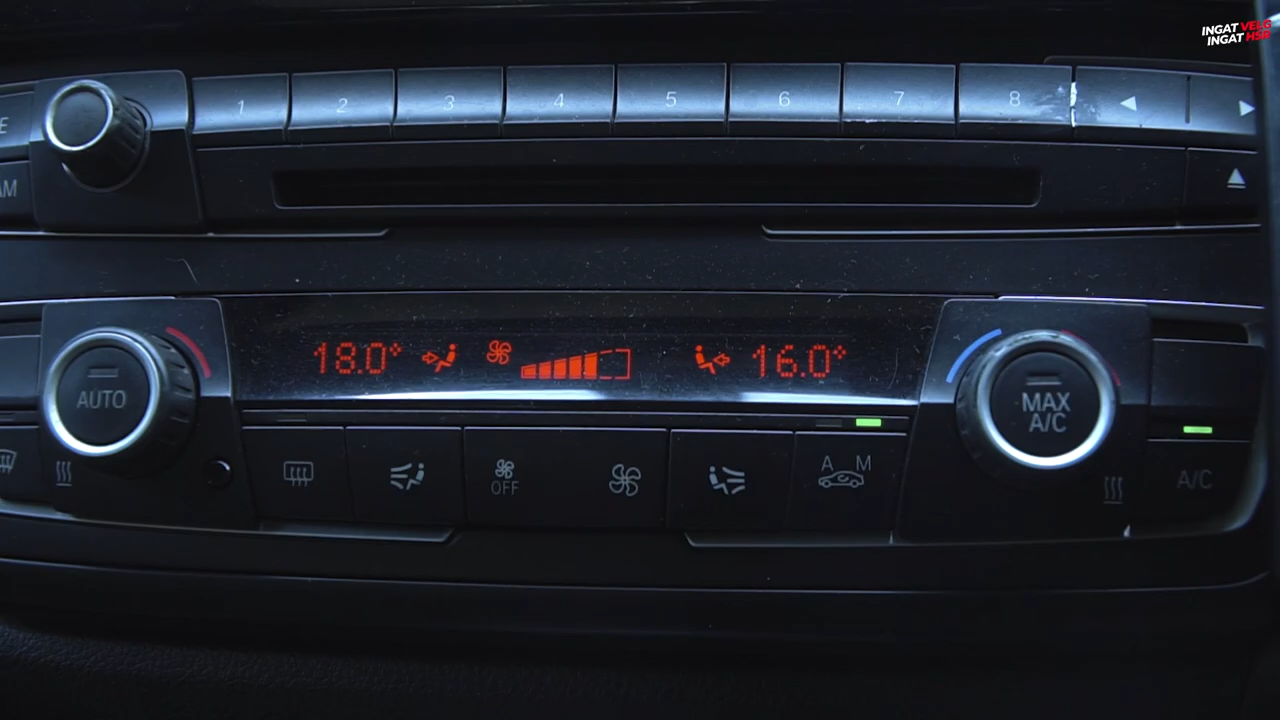 INGAT VELG
INGAT HSR
1 2 3 4 5 6 7 8
E
AM
18.0° 16.0°
AUTO
MAX
A/C
OFF
A M
A/C